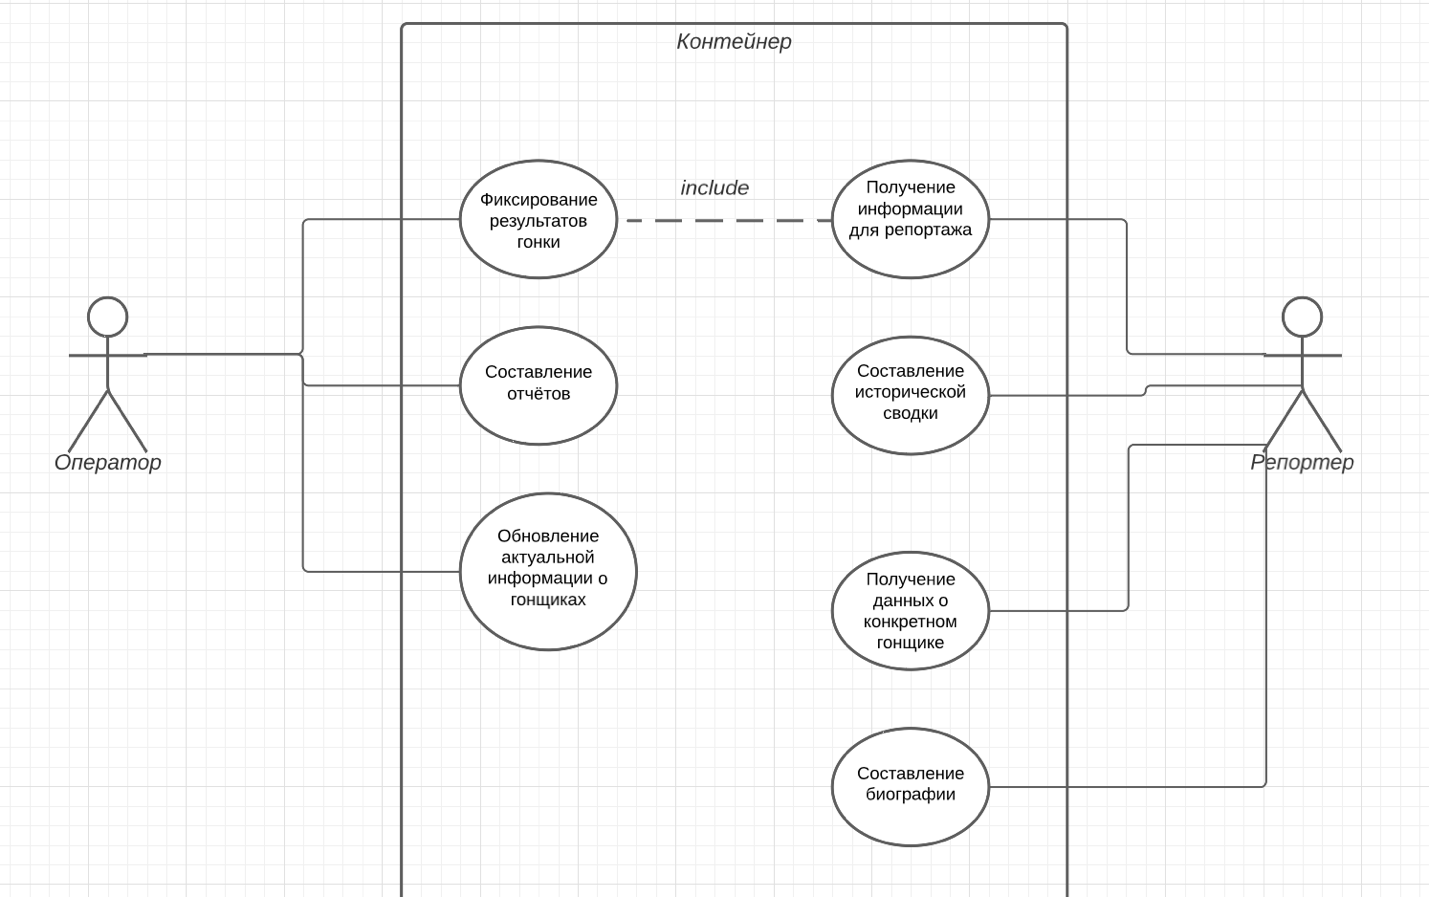 Контейнер
Фиксирование
результатов
гонки
include
Получение
информации
для репортажа
Составление
отчётов
Составление
исторической
сводки
Оператор
Репортер
Обновление
актуальной
информации о
гонщиках
Получение
данных о
конкретном
гонщике
Составление
биографии